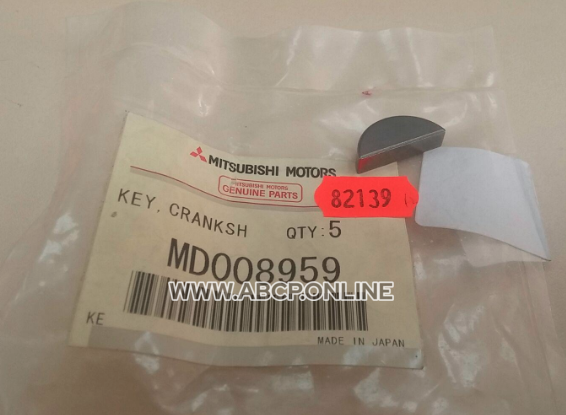 MITSUBISHI MOTORS
MITSUBISHI MOTORS
GENUINE PARTS
82139
KEY, CRANKSH QTY:5
MD008959
WWW.ABCP.ONLINE
KE
MADE IN JAPAN